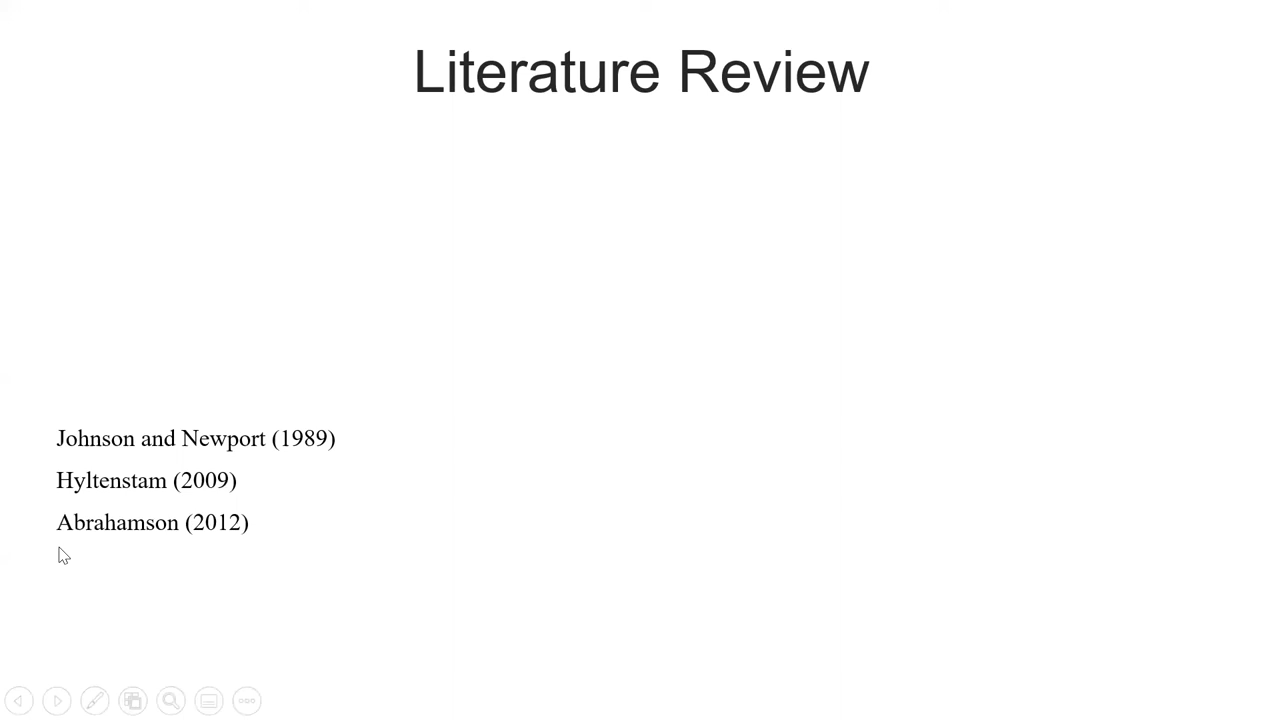 Literature Review
Johnson and Newport (1989)
Hyltenstam (2009)
Abrahamson (2012)